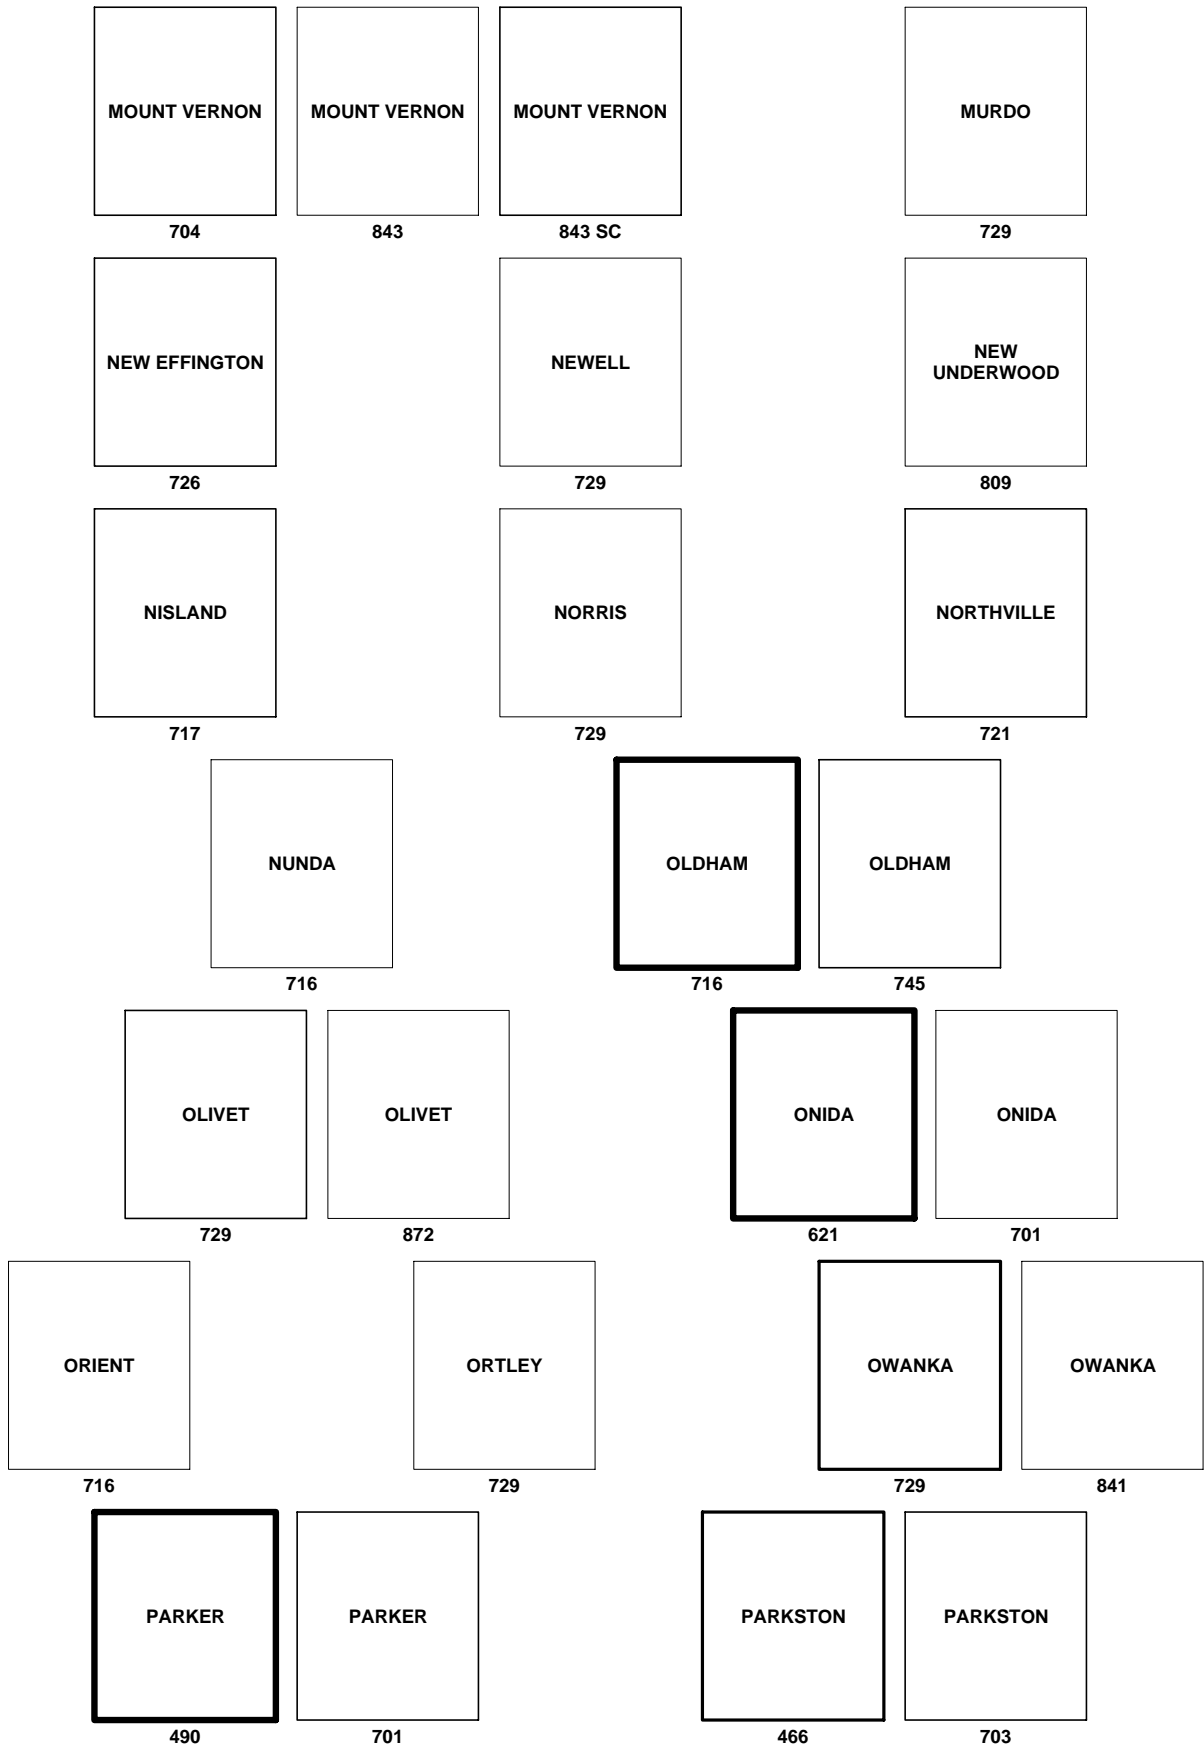 MOUNT VERNON MOUNT VERNON MOUNT VERNON MURDO
704 843 843 SC 729
NEW EFFINGTON NEWELL NEW
UNDERWOOD
726 729 809
NISLAND NORRIS NORTHVILLE
717 729 721
NUNDA OLDHAM OLDHAM
716 716 745
OLIVET OLIVET ONIDA ONIDA
729 872 621 701
ORIENT ORTLEY OWANKA OWANKA
716 729 729 841
PARKER PARKER PARKSTON PARKSTON
490 701 466 703